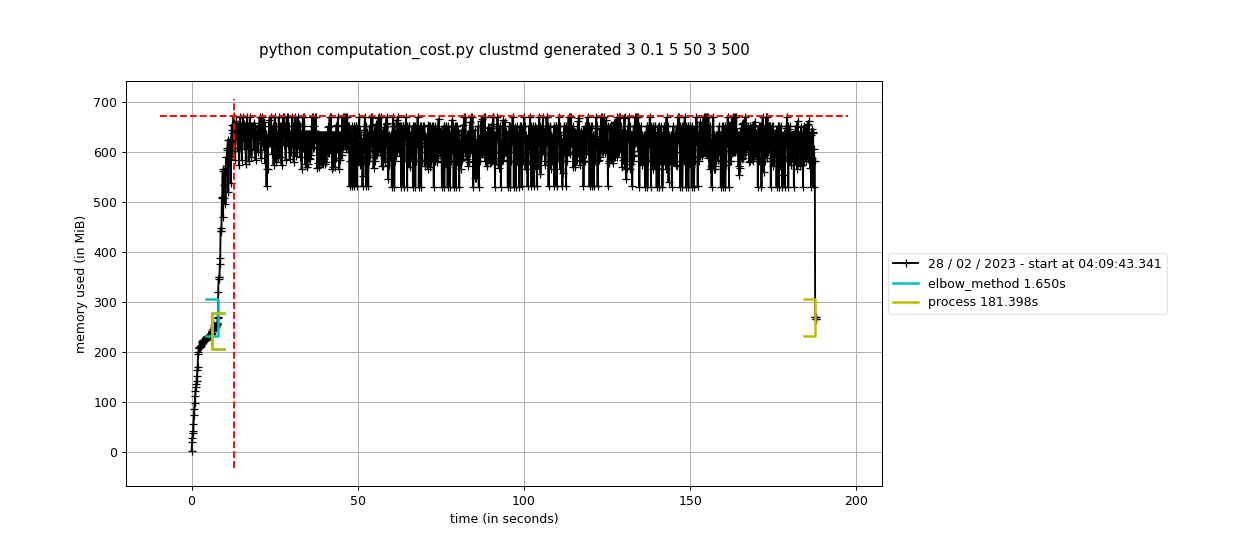 python computation_cost.py clustmd generated 3 0.1 5 50 3 500
700
600
500
400
300
200
100
0
memory used (in MiB)
0 50 100 150 200
time (in seconds)
28 / 02 / 2023 - start at 04:09:43.341
elbow_method 1.650s
process 181.398s